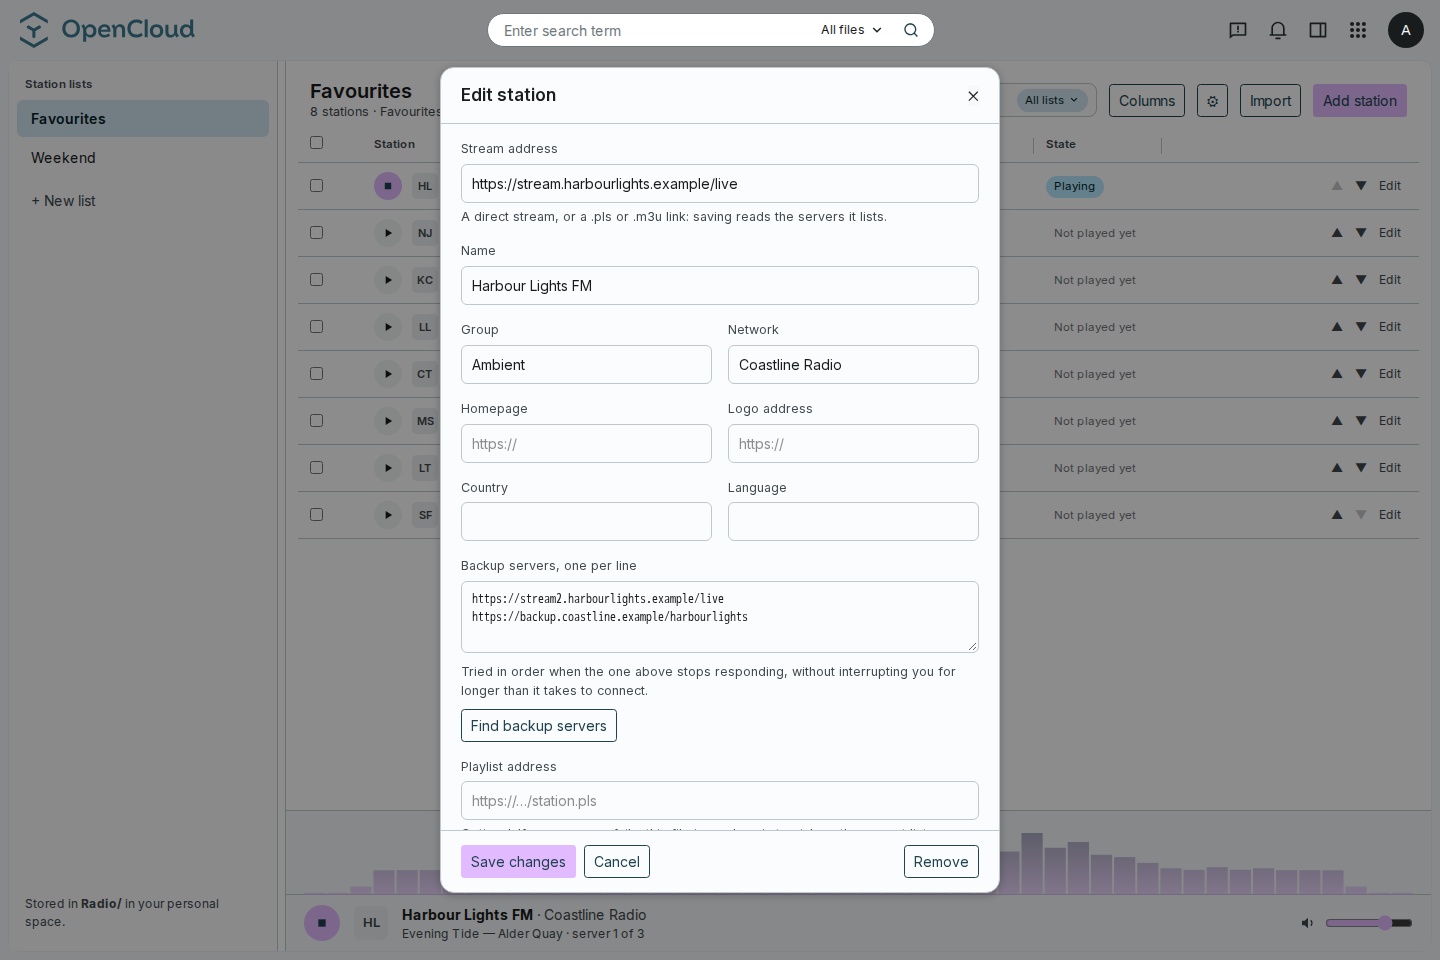 OpenCloud
Enter search term
All files
A
Station lists
Favourites
Weekend
+ New list
Stored in Radio/ in your personal
space.
Favourites
8 stations · Favourites
All lists
Columns
Import
Add station
Station
State
HL
Playing
Edit
NJ
Not played yet
Edit
KC
Not played yet
Edit
LL
Not played yet
Edit
CT
Not played yet
Edit
MS
Not played yet
Edit
LT
Not played yet
Edit
SF
Not played yet
Edit
Edit station
Stream address
https://stream.harbourlights.example/live
A direct stream, or a .pls or .m3u link: saving reads the servers it lists.
Name
Harbour Lights FM
Group
Network
Ambient
Coastline Radio
Homepage
Logo address
https://
https://
Country
Language
Backup servers, one per line
https://stream2.harbourlights.example/live
https://backup.coastline.example/harbourlights
Tried in order when the one above stops responding, without interrupting you for
longer than it takes to connect.
Find backup servers
Playlist address
https://…/station.pls
Save changes
Cancel
Remove
HL
Harbour Lights FM · Coastline Radio
Evening Tide — Alder Quay · server 1 of 3